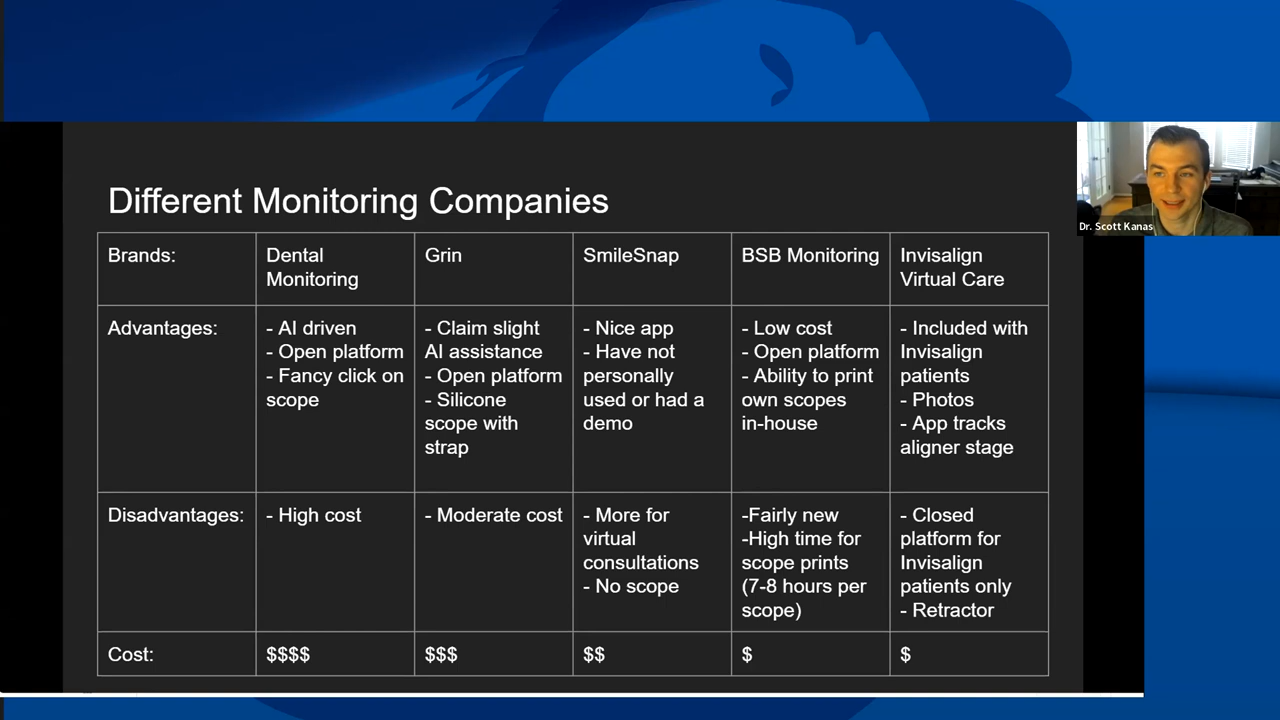 Different Monitoring Companies
Dr. Scott Kanas
Brands:
Dental
Monitoring
Grin
SmileSnap
BSB Monitoring
Invisalign
Virtual Care
Advantages:
- AI driven
- Open platform
- Fancy click on
scope
- Claim slight
AI assistance
- Open platform
- Silicone
scope with
strap
- Nice app
- Have not
personally
used or had a
demo
- Low cost
- Open platform
- Ability to print
own scopes
in-house
- Included with
Invisalign
patients
- Photos
- App tracks
aligner stage
Disadvantages:
- High cost
- Moderate cost
- More for
virtual
consultations
- No scope
-Fairly new
-High time for
scope prints
(7-8 hours per
scope)
- Closed
platform for
Invisalign
patients only
- Retractor
Cost:
$$$$
$$$
$$
$
$